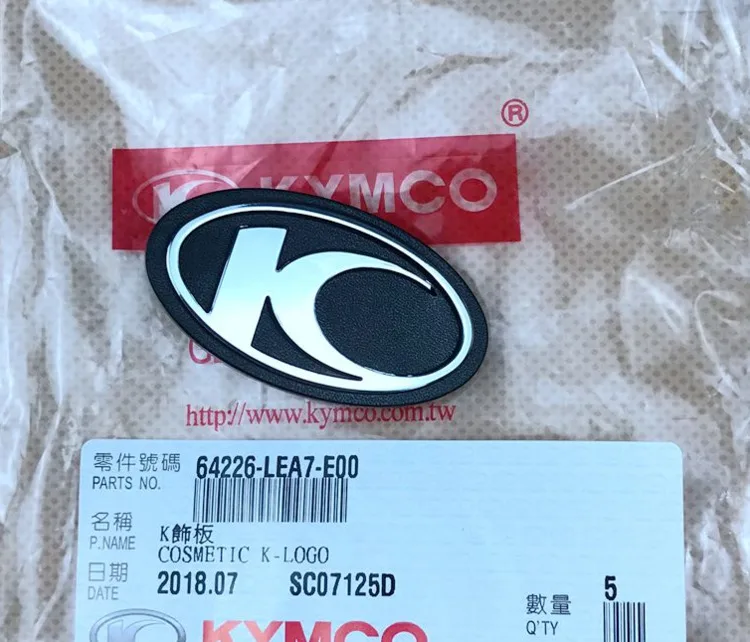 ®
KYMCO
http://www.kymco.com.tw
零件號碼 64226-LEA7-E00
PARTS NO.
名稱 K飾板
P.NAME COSMETIC K-LOGO
日期 2018.07 SC07125D
DATE
數量 5
Q'TY
KYMCO